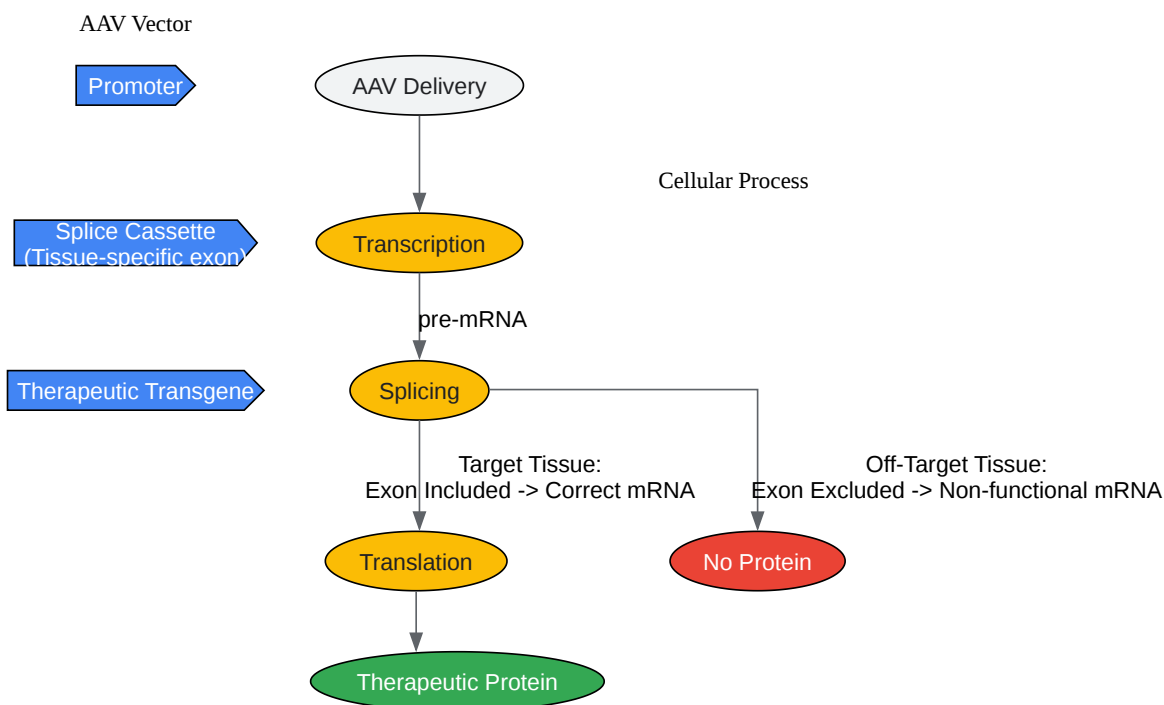 AAV Vector
Promoter
AAV Delivery
Cellular Process
Splice Cassette
(Tissue-specific exon)
Transcription
pre-mRNA
Therapeutic Transgene
Splicing
Target Tissue:
Exon Included -> Correct mRNA
Off-Target Tissue:
Exon Excluded -> Non-functional mRNA
Translation
No Protein
Therapeutic Protein